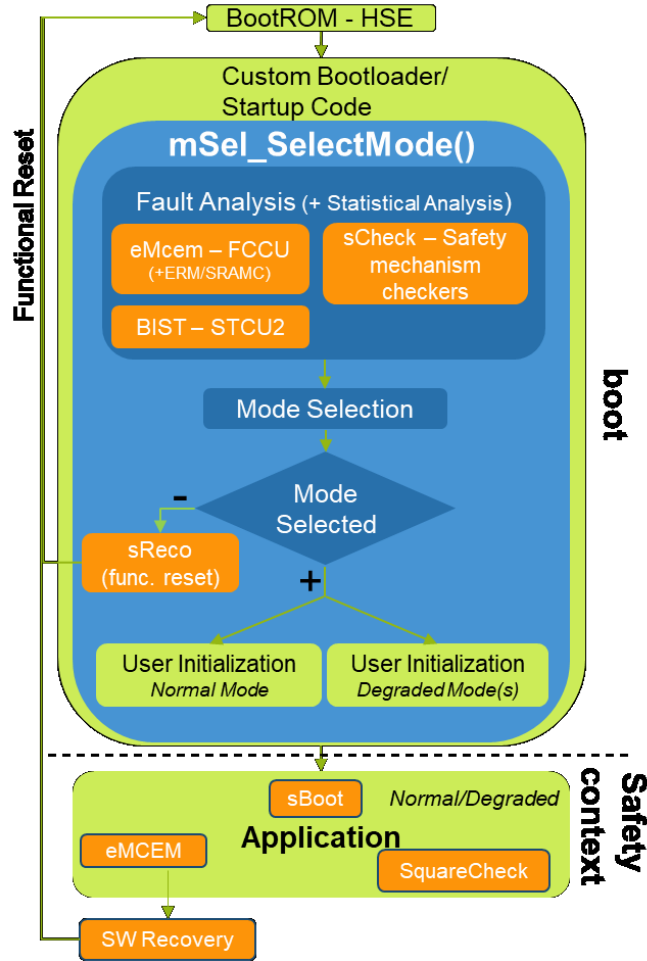 BootROM - HSE
Custom Bootloader/
Startup Code
mSel_SelectMode()
Fault Analysis (+ Statistical Analysis)
eMcem – FCCU
(+ERM/SRAMC)
sCheck – Safety
mechanism
checkers
BIST – STCU2
Functional Reset
boot
Mode Selection
Mode
Selected
-
sReco
(func. reset)
+
User Initialization
Normal Mode
User Initialization
Degraded Mode(s)
Safety
context
sBoot
Normal/Degraded
Application
eMCEM
SquareCheck
SW Recovery